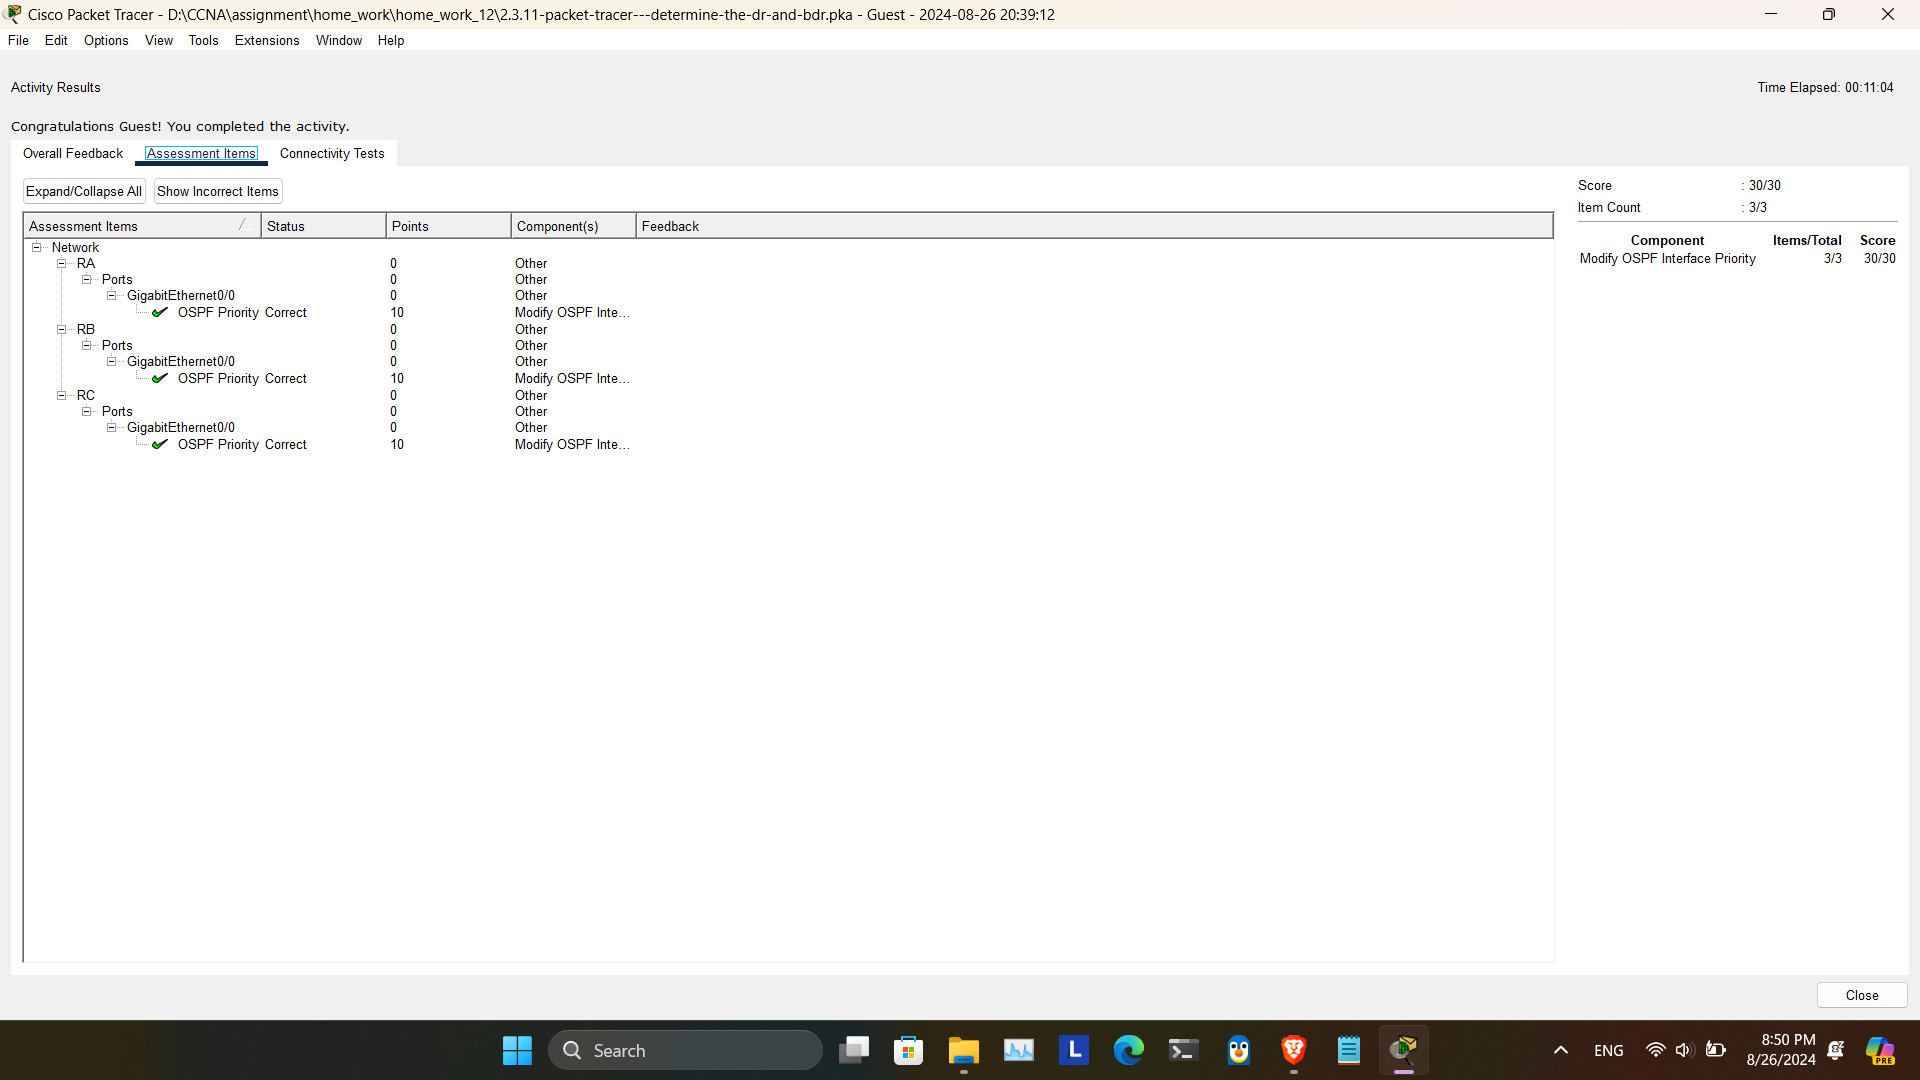 Cisco Packet Tracer - D:\CCNA\assignment\home_work\home_work_12\2.3.11-packet-tracer---determine-the-dr-and-bdr.pka - Guest - 2024-08-26 20:39:12
File Edit Options View Tools Extensions Window Help
Activity Results Time Elapsed: 00:11:04
Congratulations Guest! You completed the activity.
Overall Feedback Assessment Items Connectivity Tests
Expand/Collapse All Show Incorrect Items
Assessment Items Status Points Component(s) Feedback
Network
RA 0 Other
Ports 0 Other
GigabitEthernet0/0 0 Other
OSPF Priority Correct 10 Modify OSPF Inte...
RB 0 Other
Ports 0 Other
GigabitEthernet0/0 0 Other
OSPF Priority Correct 10 Modify OSPF Inte...
RC 0 Other
Ports 0 Other
GigabitEthernet0/0 0 Other
OSPF Priority Correct 10 Modify OSPF Inte...
Score : 30/30
Item Count : 3/3
Component Items/Total Score
Modify OSPF Interface Priority 3/3 30/30
Close
Search
L
ENG
8:50 PM
8/26/2024
PRE